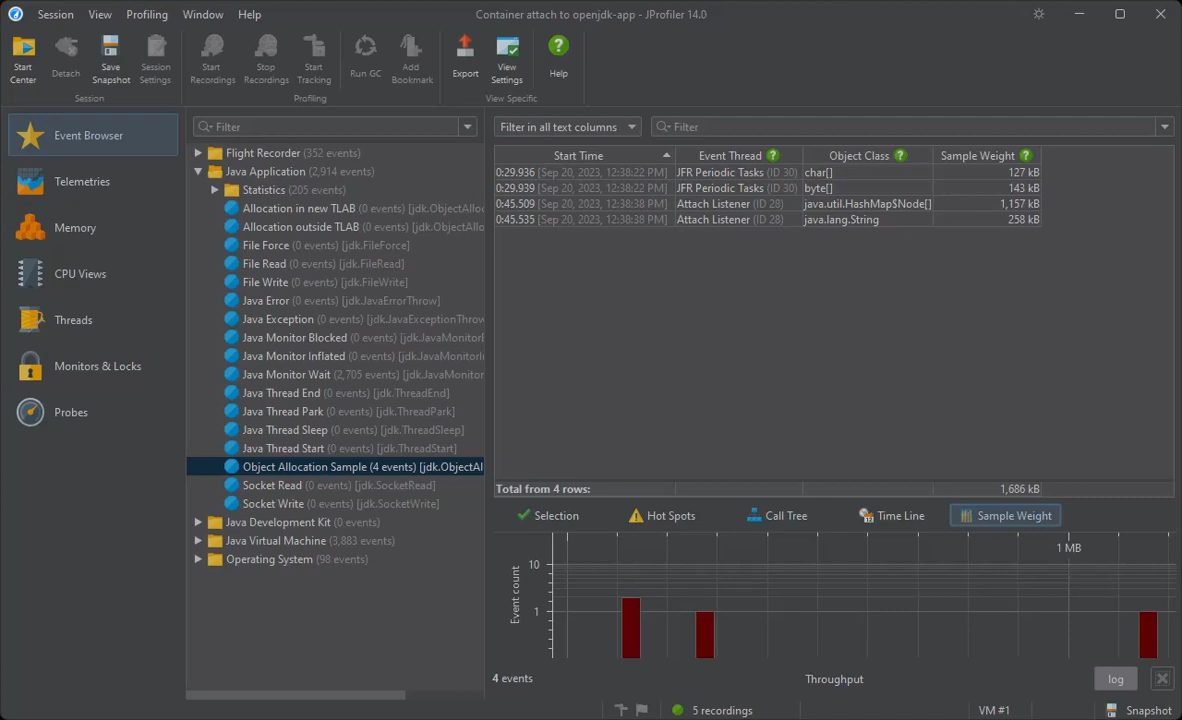 Session View Profiling Window Help Container attach to openjdk-app - JProfiler 14.0
Start Center
Detach
Save Snapshot
Session Settings
Start Recordings
Stop Recordings
Start Tracking
Run GC
Add Bookmark
Export
View Settings
Help
Session Profiling View Specific
Event Browser
Telemetries
Memory
CPU Views
Threads
Monitors & Locks
Probes
Filter
Flight Recorder (352 events)
Java Application (2,914 events)
Statistics (205 events)
Allocation in new TLAB (0 events) [jdk.ObjectAlloc
Allocation outside TLAB (0 events) [jdk.ObjectAllo
File Force (0 events) [jdk.FileForce]
File Read (0 events) [jdk.FileRead]
File Write (0 events) [jdk.FileWrite]
Java Error (0 events) [jdk.JavaErrorThrow]
Java Exception (0 events) [jdk.JavaExceptionThrow
Java Monitor Blocked (0 events) [jdk.JavaMonitorE
Java Monitor Inflated (0 events) [jdk.JavaMonitorI
Java Monitor Wait (2,705 events) [jdk.JavaMonitor
Java Thread End (0 events) [jdk.ThreadEnd]
Java Thread Park (0 events) [jdk.ThreadPark]
Java Thread Sleep (0 events) [jdk.ThreadSleep]
Java Thread Start (0 events) [jdk.ThreadStart]
Object Allocation Sample (4 events) [jdk.ObjectAl
Socket Read (0 events) [jdk.SocketRead]
Socket Write (0 events) [jdk.SocketWrite]
Java Development Kit (0 events)
Java Virtual Machine (3,883 events)
Operating System (98 events)
Filter in all text columns Filter
Start Time Event Thread ? Object Class ? Sample Weight ?
0:29.936 [Sep 20, 2023, 12:38:22 PM] JFR Periodic Tasks (ID 30) char[] 127 kB
0:29.939 [Sep 20, 2023, 12:38:22 PM] JFR Periodic Tasks (ID 30) byte[] 143 kB
0:45.509 [Sep 20, 2023, 12:38:38 PM] Attach Listener (ID 28) java.util.HashMap$Node[] 1,157 kB
0:45.535 [Sep 20, 2023, 12:38:38 PM] Attach Listener (ID 28) java.lang.String 258 kB
Total from 4 rows: 1,686 kB
Selection Hot Spots Call Tree Time Line Sample Weight
1 MB
Event count
10
1
4 events Throughput log
5 recordings VM #1 Snapshot